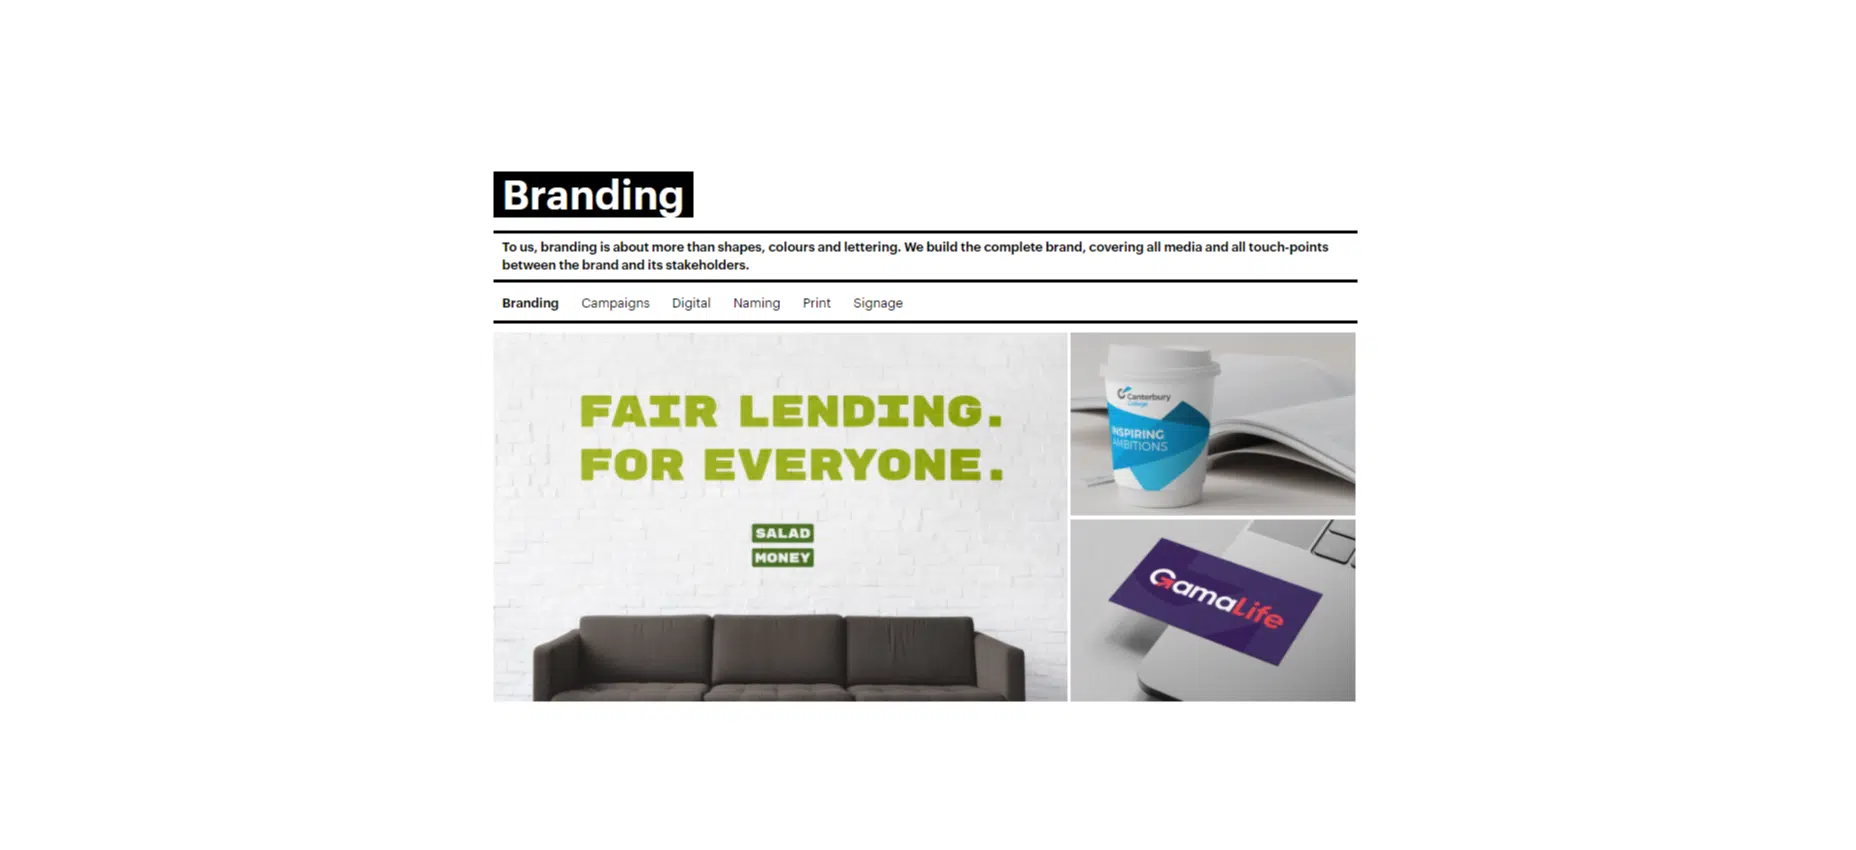 Branding
To us, branding is about more than shapes, colours and lettering. We build the complete brand, covering all media and all touch-points
between the brand and its stakeholders.
Branding Campaigns Digital Naming Print Signage
FAIR LENDING.
FOR EVERYONE.
SALAD
MONEY
Canterbury
College
INSPIRING
AMBITIONS
GamaLife